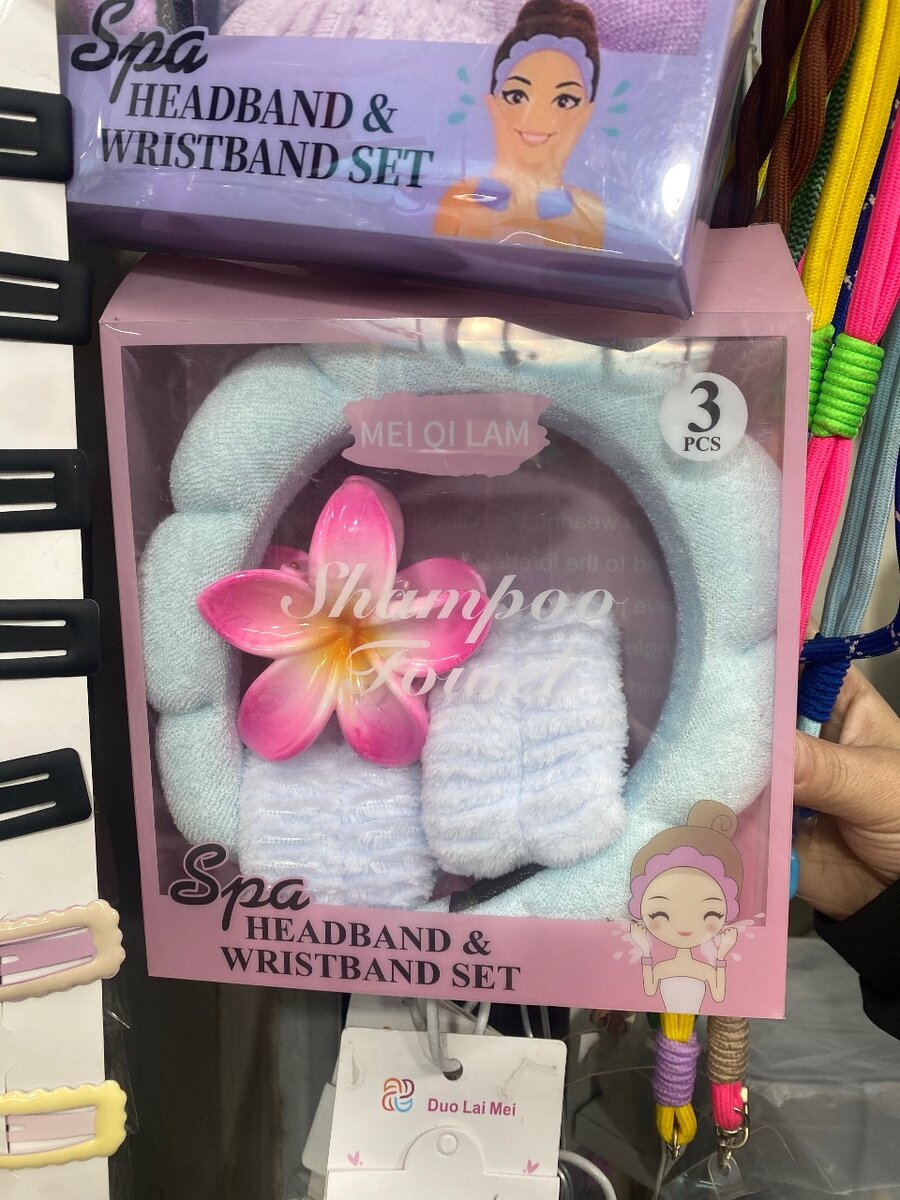 Spa
HEADBAND &
WRISTBAND SET
MEI QI LAM
3
PCS
Shampoo
Towel
Spa
HEADBAND &
WRISTBAND SET
Duo Lai Mei